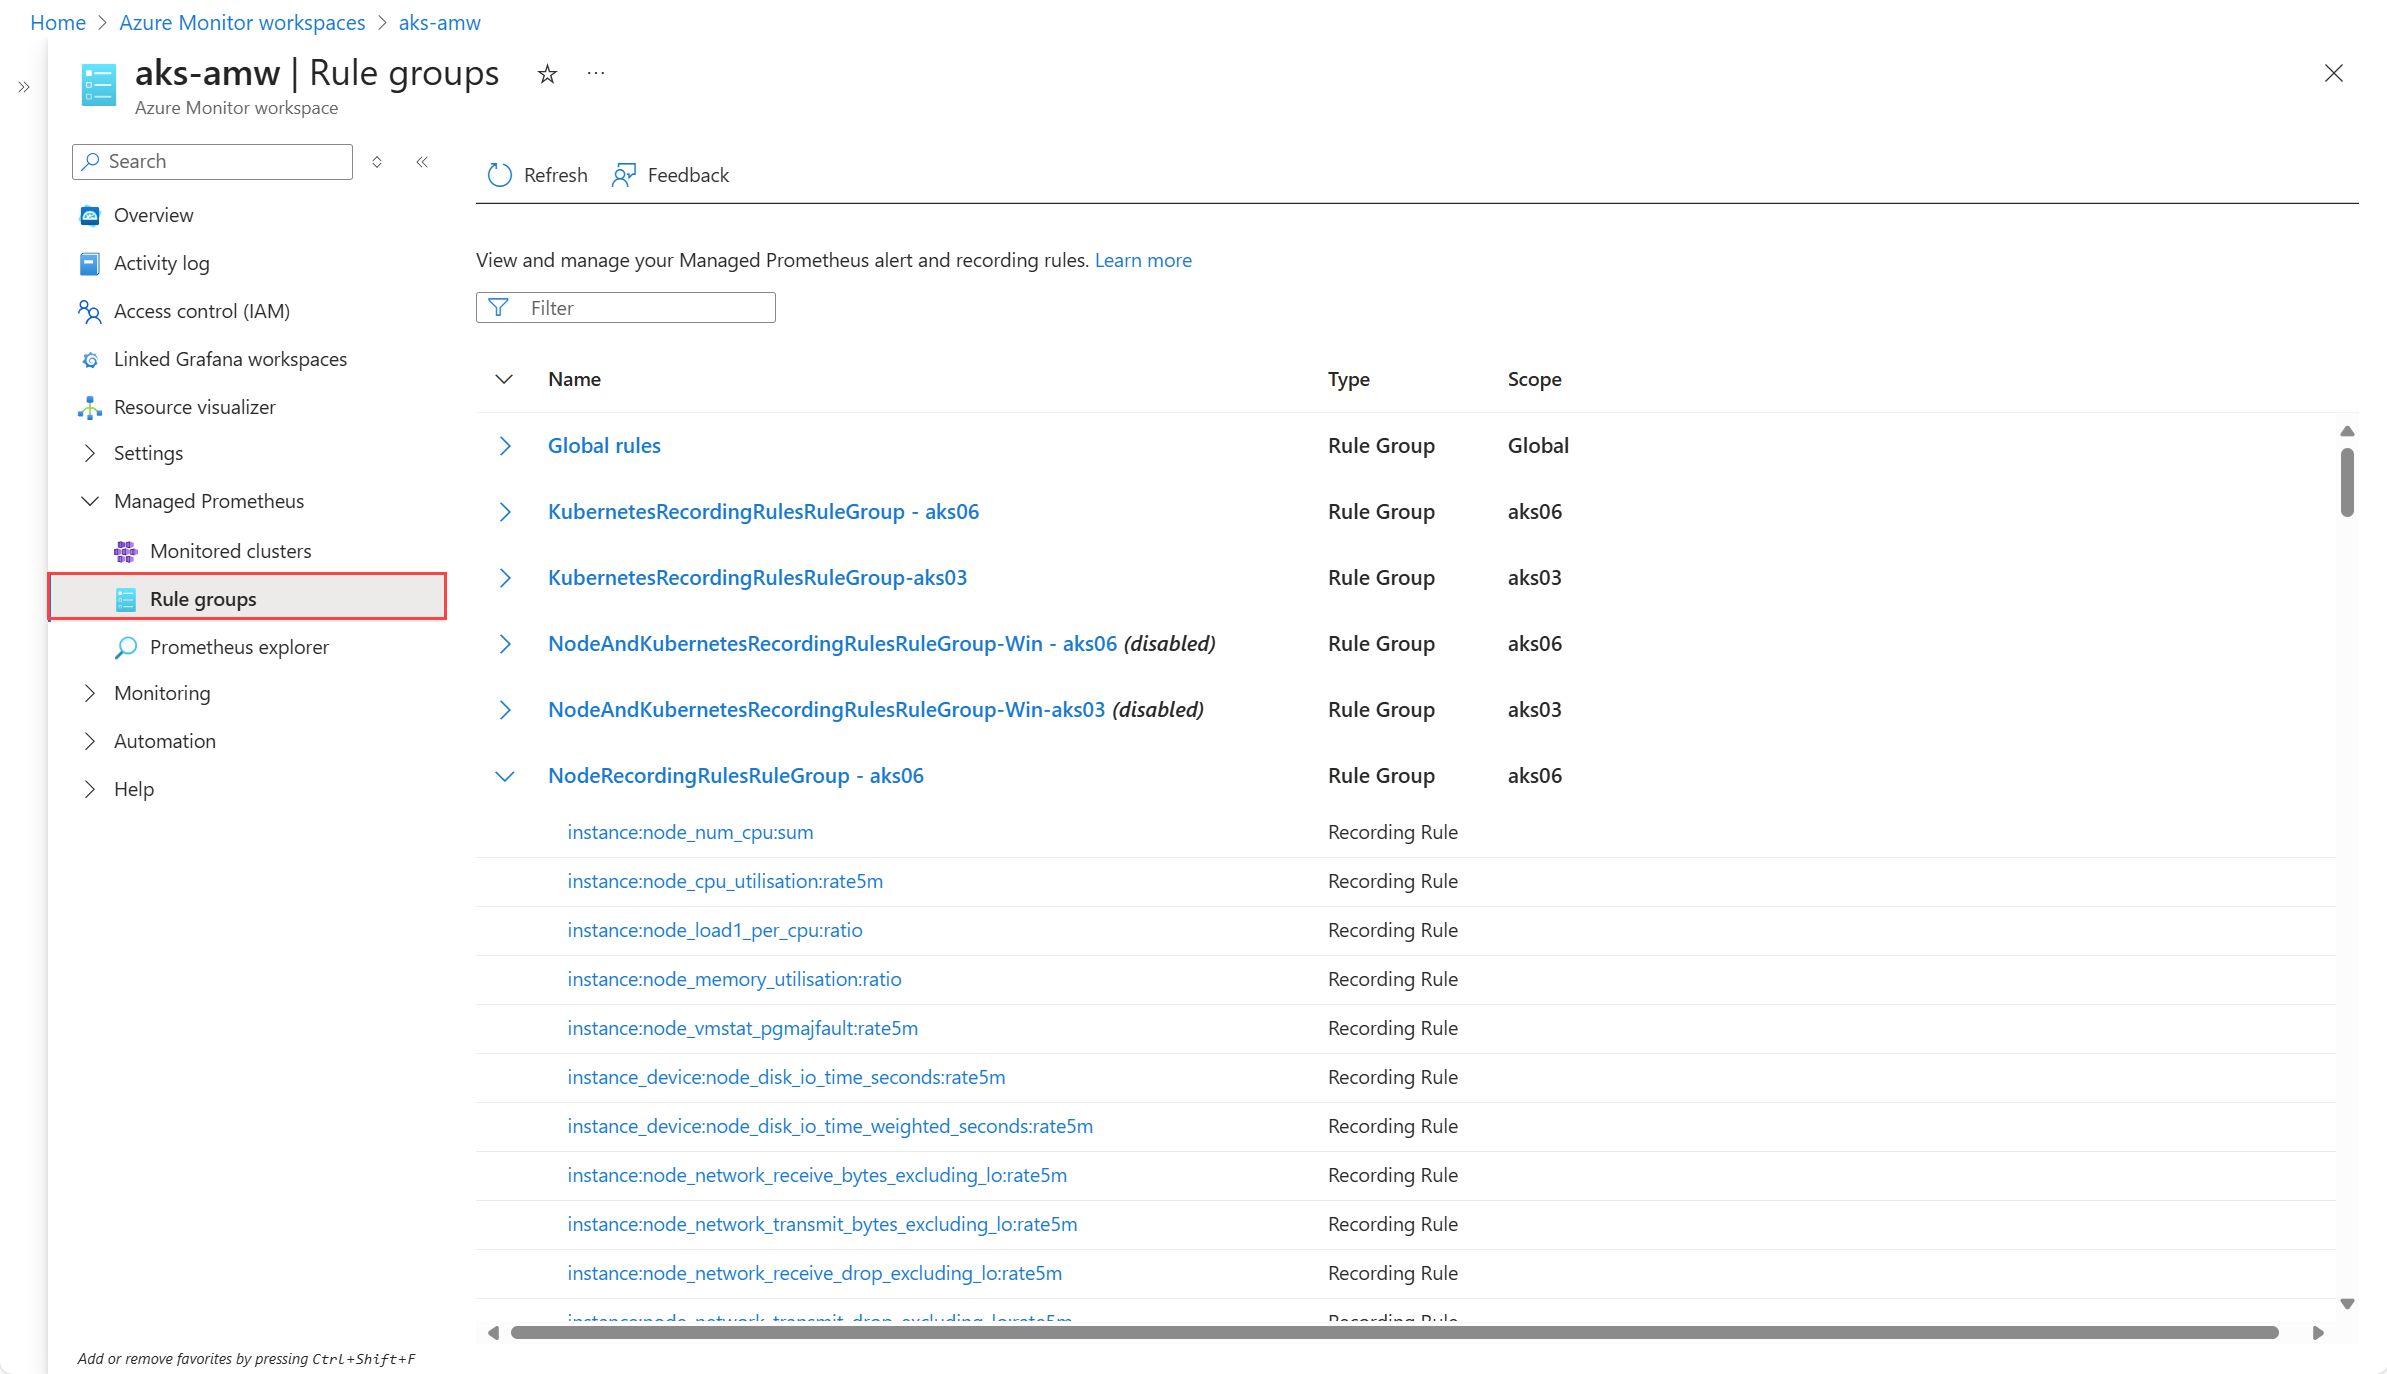 Home > Azure Monitor workspaces > aks-amw
aks-amw | Rule groups
Azure Monitor workspace
Search
Overview
Activity log
Access control (IAM)
Linked Grafana workspaces
Resource visualizer
Settings
Managed Prometheus
Monitored clusters
Rule groups
Prometheus explorer
Monitoring
Automation
Help
Add or remove favorites by pressing Ctrl+Shift+F
Refresh Feedback
View and manage your Managed Prometheus alert and recording rules. Learn more
Filter
Name Type Scope
Global rules Rule Group Global
KubernetesRecordingRulesRuleGroup - aks06 Rule Group aks06
KubernetesRecordingRulesRuleGroup-aks03 Rule Group aks03
NodeAndKubernetesRecordingRulesRuleGroup-Win - aks06 (disabled) Rule Group aks06
NodeAndKubernetesRecordingRulesRuleGroup-Win-aks03 (disabled) Rule Group aks03
NodeRecordingRulesRuleGroup - aks06 Rule Group aks06
instance:node_num_cpu:sum Recording Rule
instance:node_cpu_utilisation:rate5m Recording Rule
instance:node_load1_per_cpu:ratio Recording Rule
instance:node_memory_utilisation:ratio Recording Rule
instance:node_vmstat_pgmajfault:rate5m Recording Rule
instance_device:node_disk_io_time_seconds:rate5m Recording Rule
instance_device:node_disk_io_time_weighted_seconds:rate5m Recording Rule
instance:node_network_receive_bytes_excluding_lo:rate5m Recording Rule
instance:node_network_transmit_bytes_excluding_lo:rate5m Recording Rule
instance:node_network_receive_drop_excluding_lo:rate5m Recording Rule
instance:node_network_transmit_drop_excluding_lo:rate5m Recording Rule